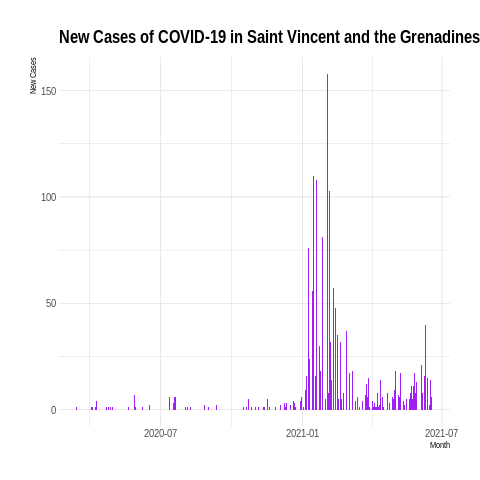 New Cases of COVID-19 in Saint Vincent and the Grenadines
New Cases
150
100
50
0
2020-07
2021-01
2021-07
Month